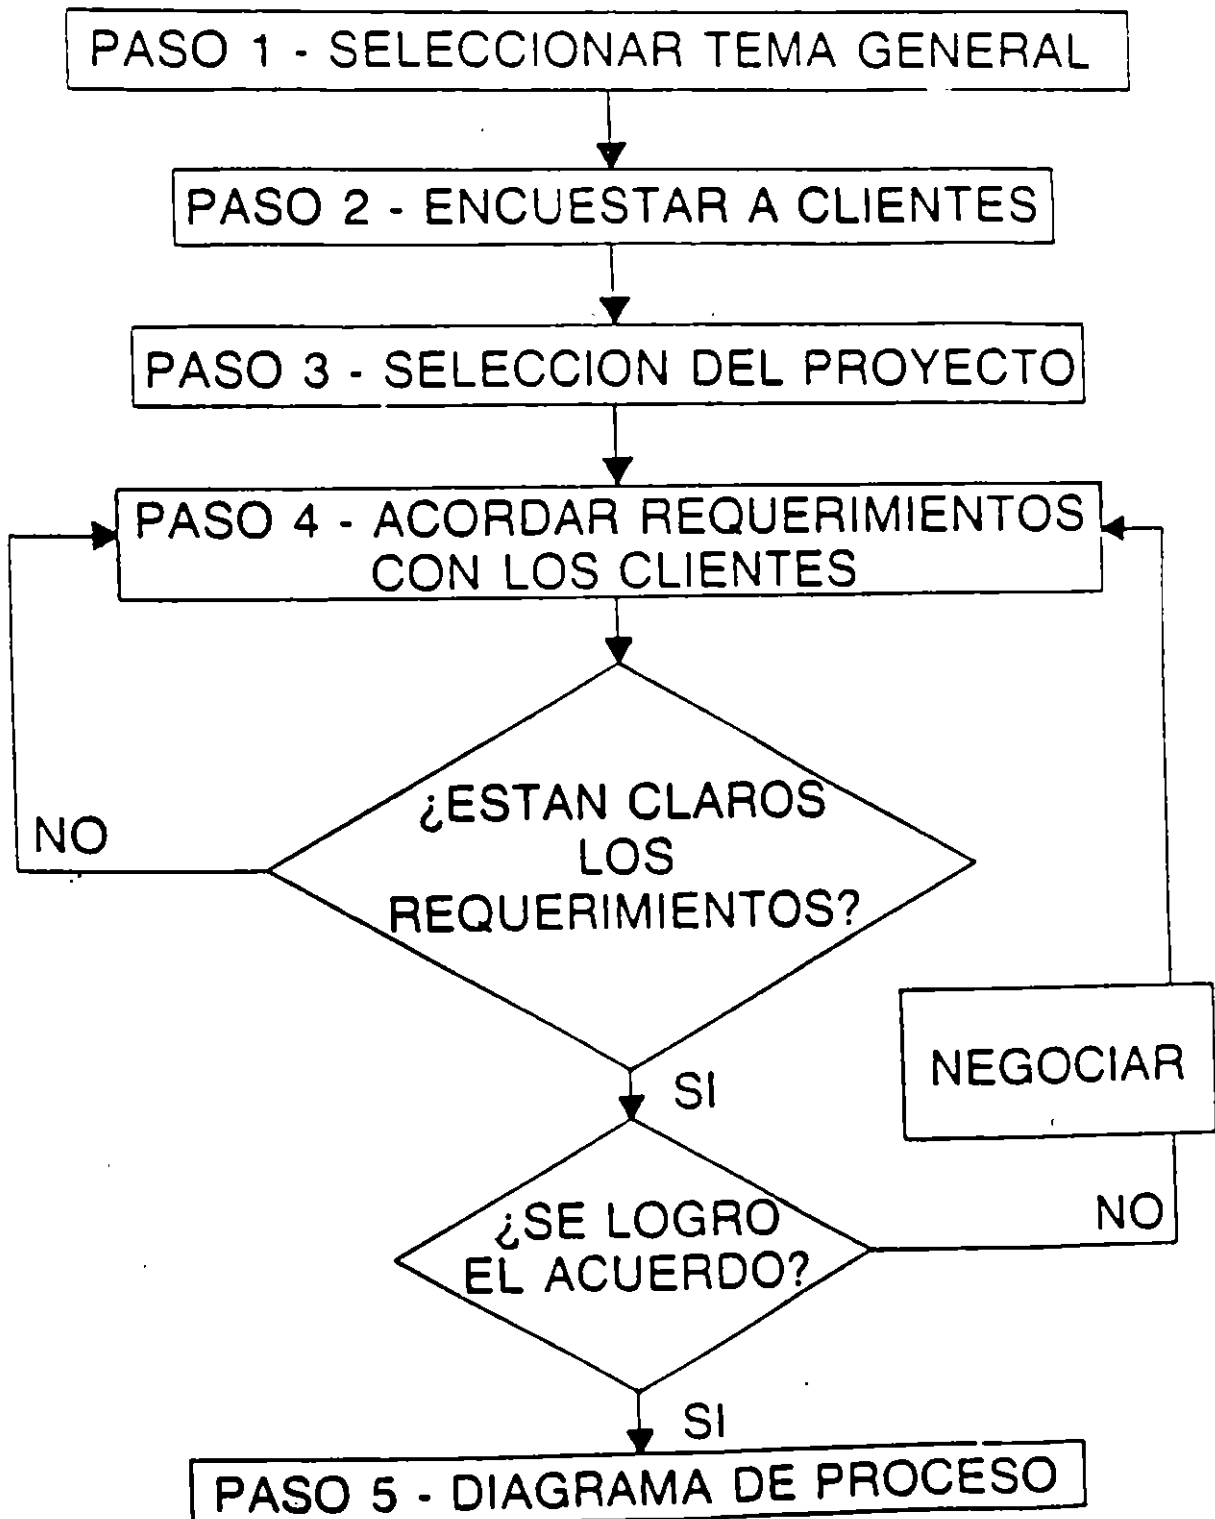 PASO 1 - SELECCIONAR TEMA GENERAL
PASO 2 - ENCUESTAR A CLIENTES
PASO 3 - SELECCION DEL PROYECTO
PASO 4 - ACORDAR REQUERIMIENTOS
CON LOS CLIENTES
¿ESTAN CLAROS
LOS
REQUERIMIENTOS?
NO
NEGOCIAR
SI
¿SE LOGRO
EL ACUERDO?
NO
SI
PASO 5 - DIAGRAMA DE PROCESO